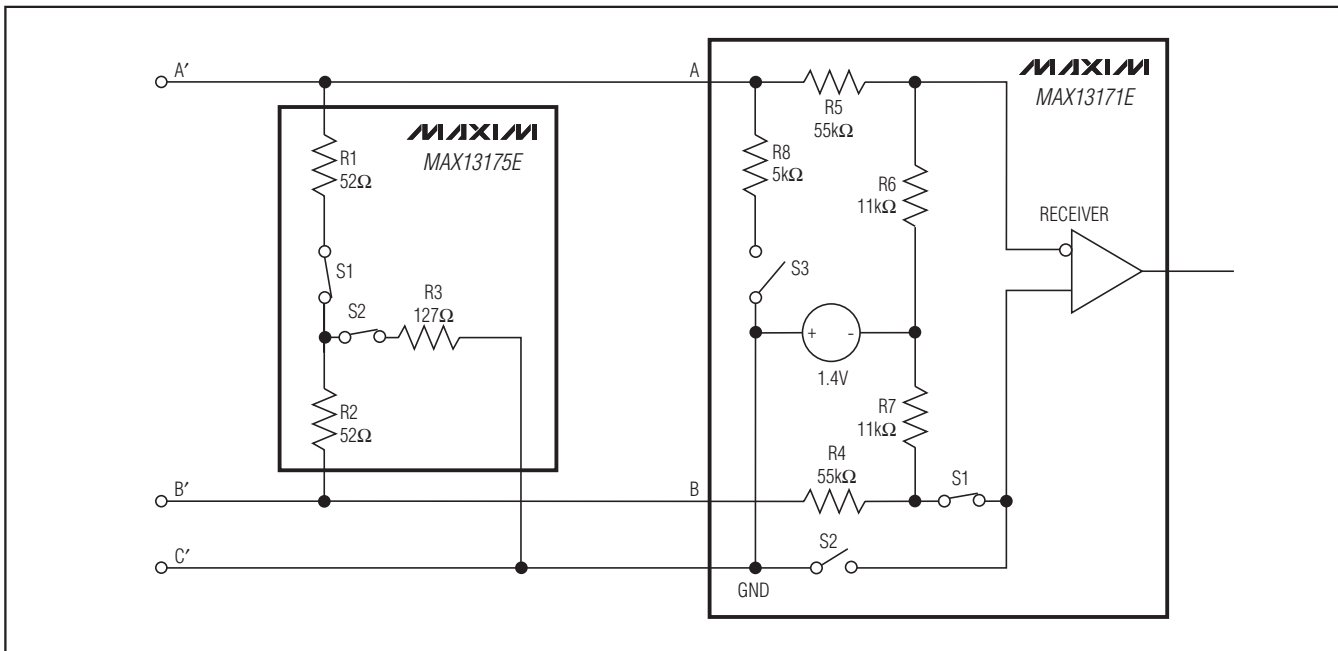 A′
A
MAXIM
MAX13171E
R5
55kΩ
MAXIM
MAX13175E
R1
52Ω
R8
5kΩ
R6
11kΩ
RECEIVER
S1
S3
S2
R3
127Ω
+ -
1.4V
R2
52Ω
R7
11kΩ
R4
55kΩ
S1
B′
B
C′
S2
GND